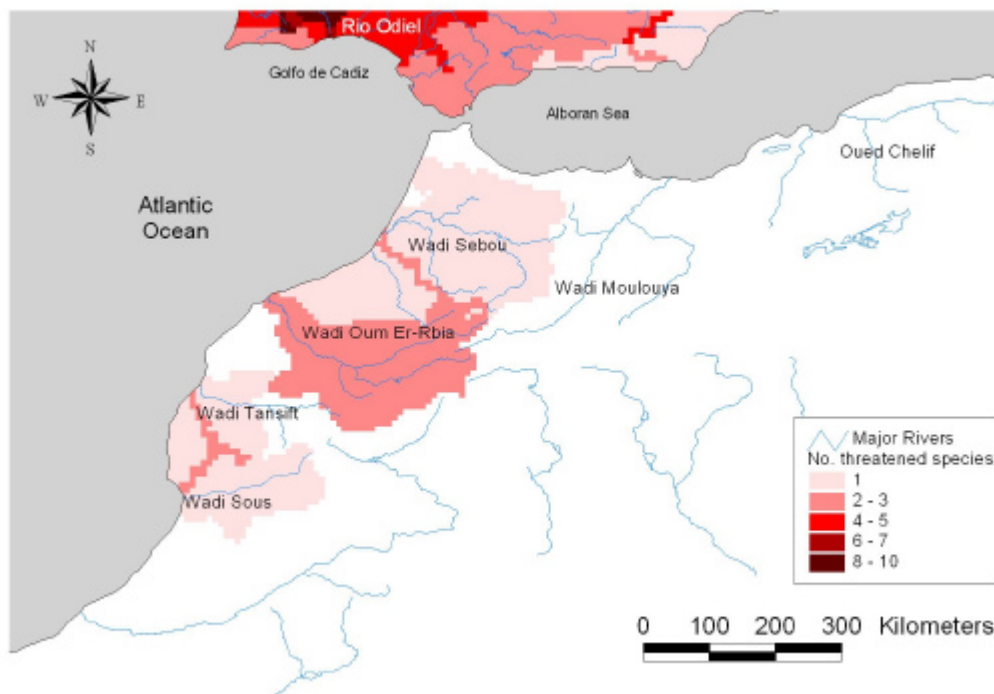 Rio Odiel
Golfo de Cadiz
N
W E
S
Alboran Sea
Oued Chelif
Atlantic
Ocean
Wadi Sebou
Wadi Moulouya
Wadi Oum Er-Rbia
Wadi Tansift
Wadi Sous
Major Rivers
No. threatened species
1
2 - 3
4 - 5
6 - 7
8 - 10
0 100 200 300 Kilometers